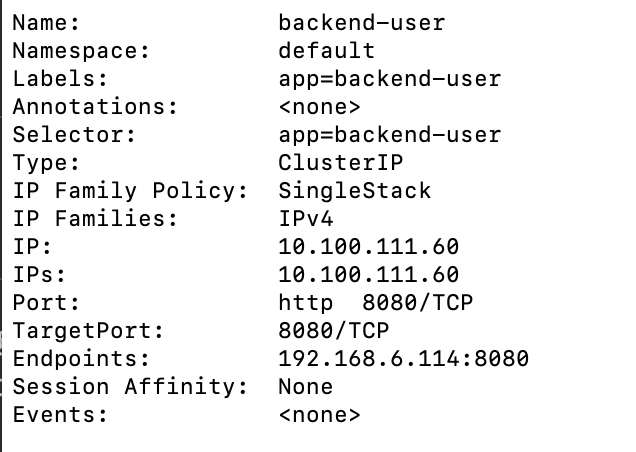 Name: backend-user
Namespace: default
Labels: app=backend-user
Annotations: <none>
Selector: app=backend-user
Type: ClusterIP
IP Family Policy: SingleStack
IP Families: IPv4
IP: 10.100.111.60
IPs: 10.100.111.60
Port: http 8080/TCP
TargetPort: 8080/TCP
Endpoints: 192.168.6.114:8080
Session Affinity: None
Events: <none>